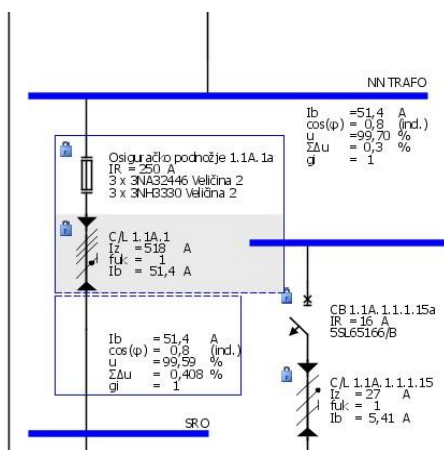 NN TRAFO
Ib =51,4 A
cos(φ) = 0,8 (ind.)
u =99,70 %
ΣΔu = 0,3 %
gi = 1
Osiguračko podnožje 1.1A.1a
IR = 250 A
3 x 3NA32446 Veličina 2
3 x 3NH3330 Veličina 2
C/L 1.1A.1
Iz = 518 A
fuk = 1
Ib = 51,4 A
CB 1.1A.1.1.1.15a
IR = 16 A
5SL65166/B
Ib =51,4 A
cos(φ) = 0,8 (ind.)
u = 99,59 %
ΣΔu = 0,408 %
gi = 1
C/L 1.1A.1.1.1.15
Iz = 27 A
fuk = 1
Ib = 5,41 A
SRO